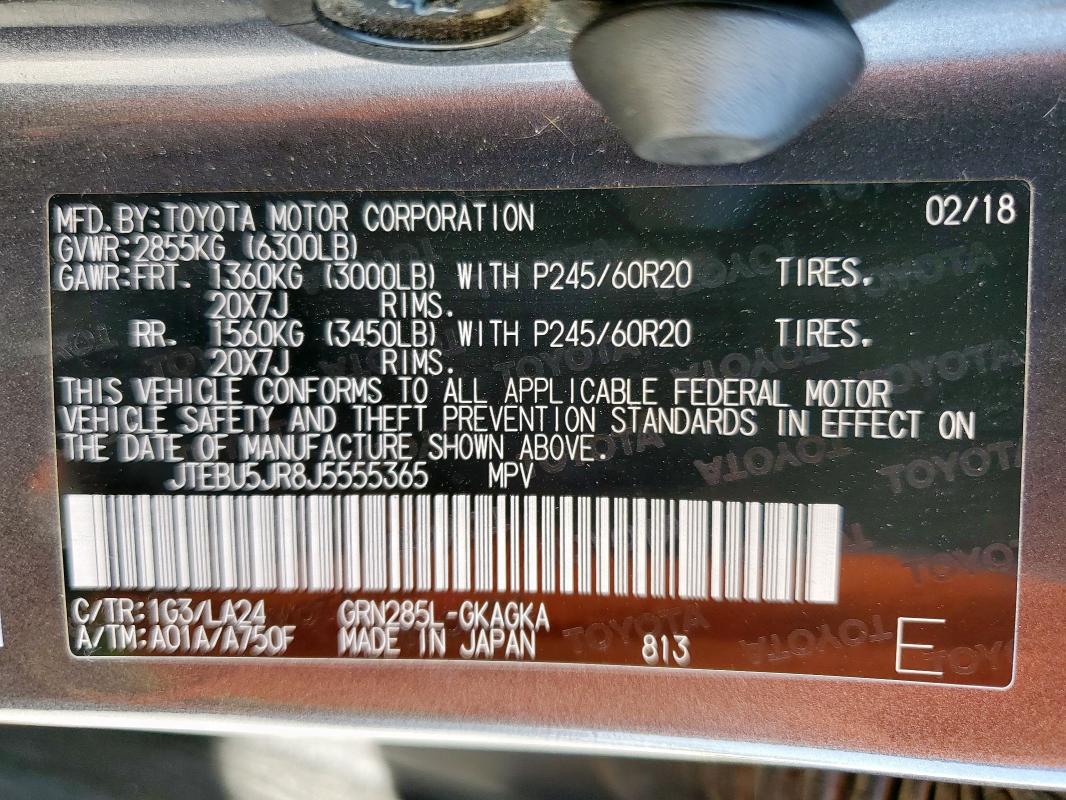 MFD.BY:TOYOTA MOTOR CORPORATION 02/18
GVWR:2855KG (6300LB)
GAWR:FRT. 1360KG (3000LB) WITH P245/60R20 TIRES.
20X7J RIMS.
RR. 1560KG (3450LB) WITH P245/60R20 TIRES.
20X7J RIMS.
THIS VEHICLE CONFORMS TO ALL APPLICABLE FEDERAL MOTOR
VEHICLE SAFETY AND THEFT PREVENTION STANDARDS IN EFFECT ON
THE DATE OF MANUFACTURE SHOWN ABOVE.
JTEBU5JR8J5555365 MPV
C/TR:1G3/LA24 GRN285L-GKAGKA
A/TM:A01A/A750F MADE IN JAPAN 813 E